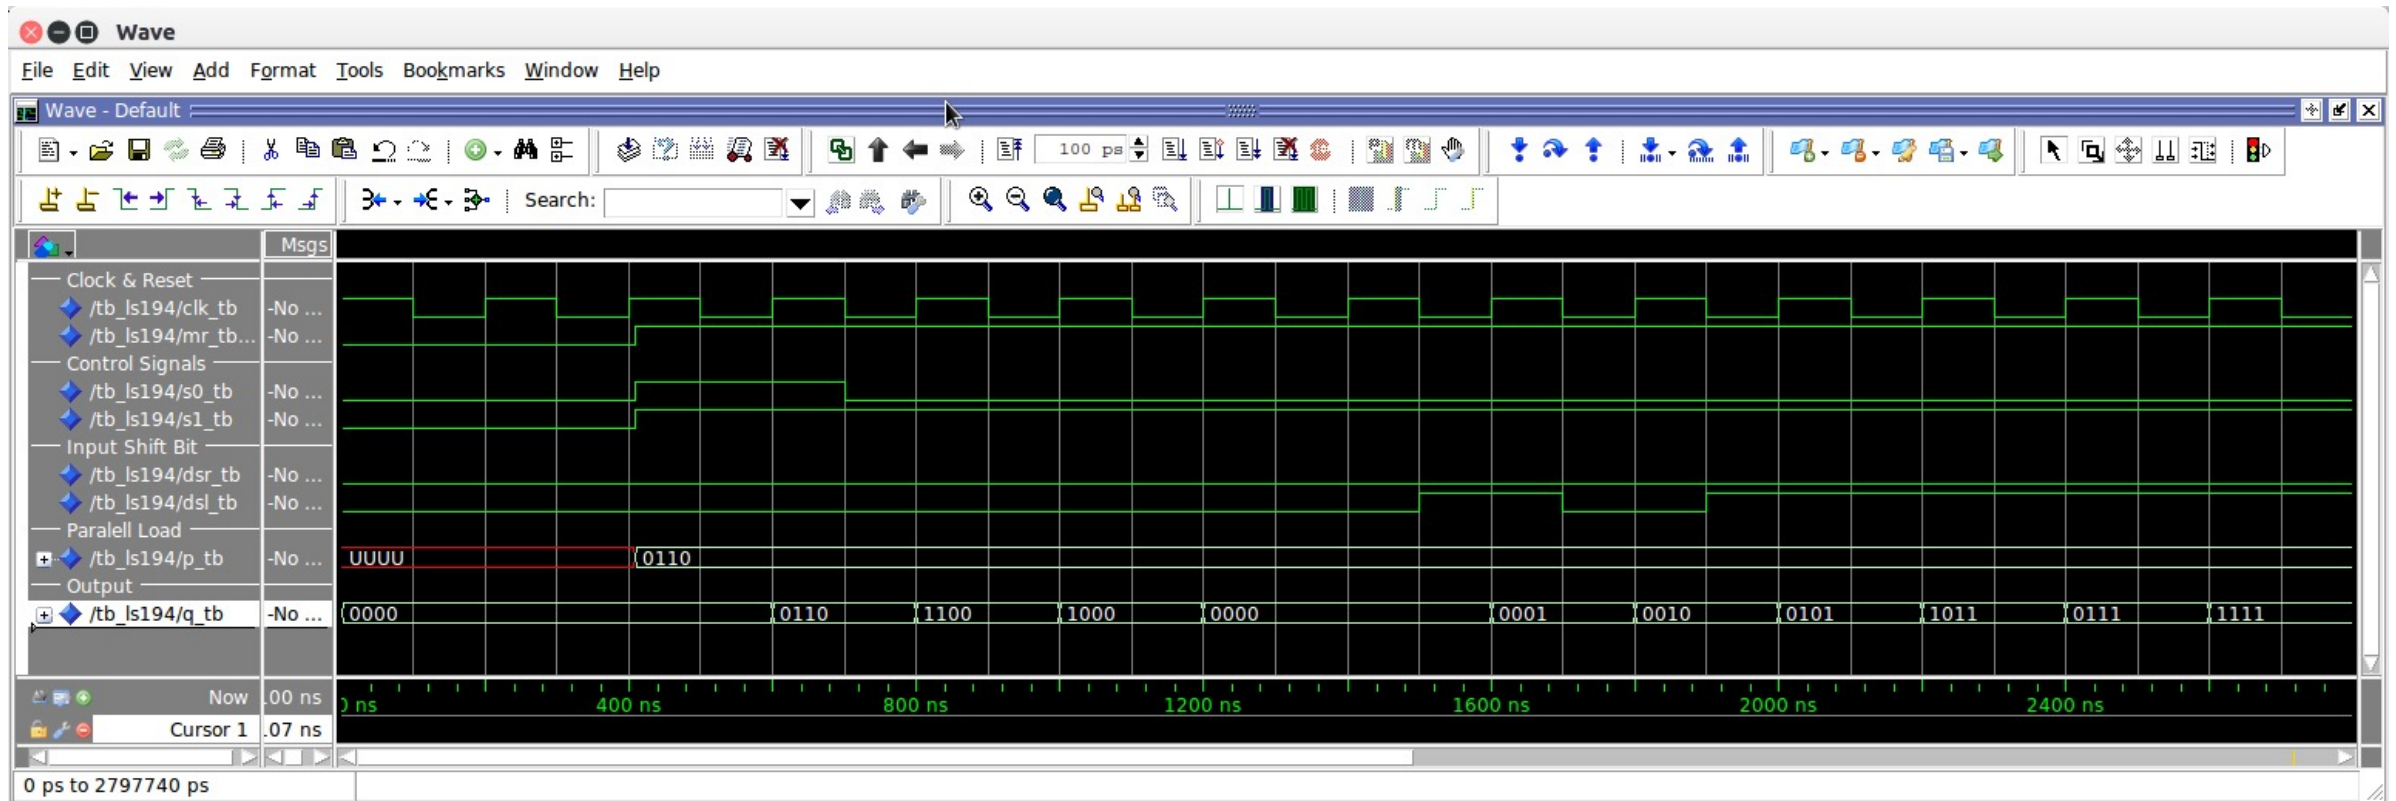 Wave
File Edit View Add Format Tools Bookmarks Window Help
Wave - Default
100 ps
Search:
Msgs
Clock & Reset
/tb_ls194/clk_tb -No ...
/tb_ls194/mr_tb... -No ...
Control Signals
/tb_ls194/s0_tb -No ...
/tb_ls194/s1_tb -No ...
Input Shift Bit
/tb_ls194/dsr_tb -No ...
/tb_ls194/dsl_tb -No ...
Paralell Load
/tb_ls194/p_tb -No ... UUUU 0110
Output
/tb_ls194/q_tb -No ... 0000 0110 1100 1000 0000 0001 0010 0101 1011 0111 1111
Now .00 ns ns 400 ns 800 ns 1200 ns 1600 ns 2000 ns 2400 ns
Cursor 1 .07 ns
0 ps to 2797740 ps